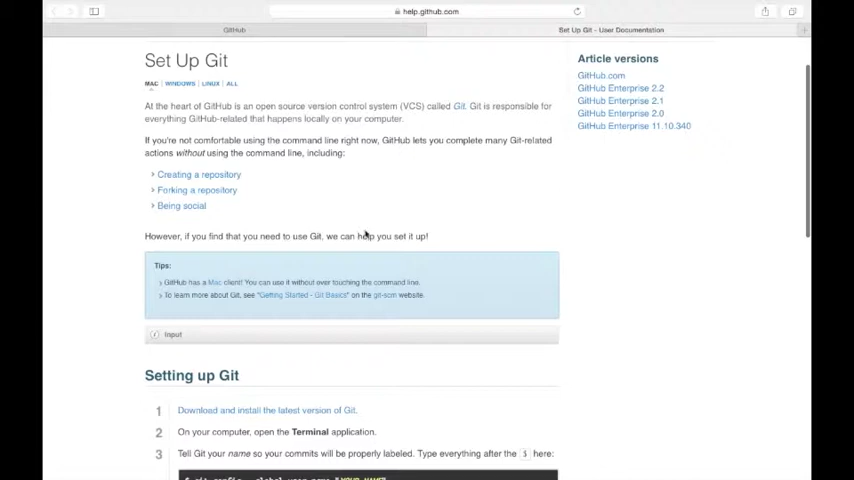 help.github.com
GitHub
Set Up Git - User Documentation
Set Up Git
MAC | WINDOWS | LINUX | ALL
At the heart of GitHub is an open source version control system (VCS) called Git. Git is responsible for
everything GitHub-related that happens locally on your computer.
If you're not comfortable using the command line right now, GitHub lets you complete many Git-related
actions without using the command line, including:
Creating a repository
Forking a repository
Being social
However, if you find that you need to use Git, we can help you set it up!
Tips:
GitHub has a Mac client! You can use it without over touching the command line.
To learn more about Git, see "Getting Started - Git Basics" on the git-scm website.
Input
Setting up Git
1 Download and install the latest version of Git.
2 On your computer, open the Terminal application.
3 Tell Git your name so your commits will be properly labeled. Type everything after the $ here:
$ git config --global user.name "YOUR NAME"
Article versions
GitHub.com
GitHub Enterprise 2.2
GitHub Enterprise 2.1
GitHub Enterprise 2.0
GitHub Enterprise 11.10.340